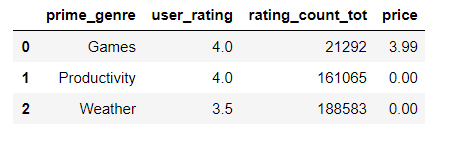 prime_genre user_rating rating_count_tot price
0 Games 4.0 21292 3.99
1 Productivity 4.0 161065 0.00
2 Weather 3.5 188583 0.00